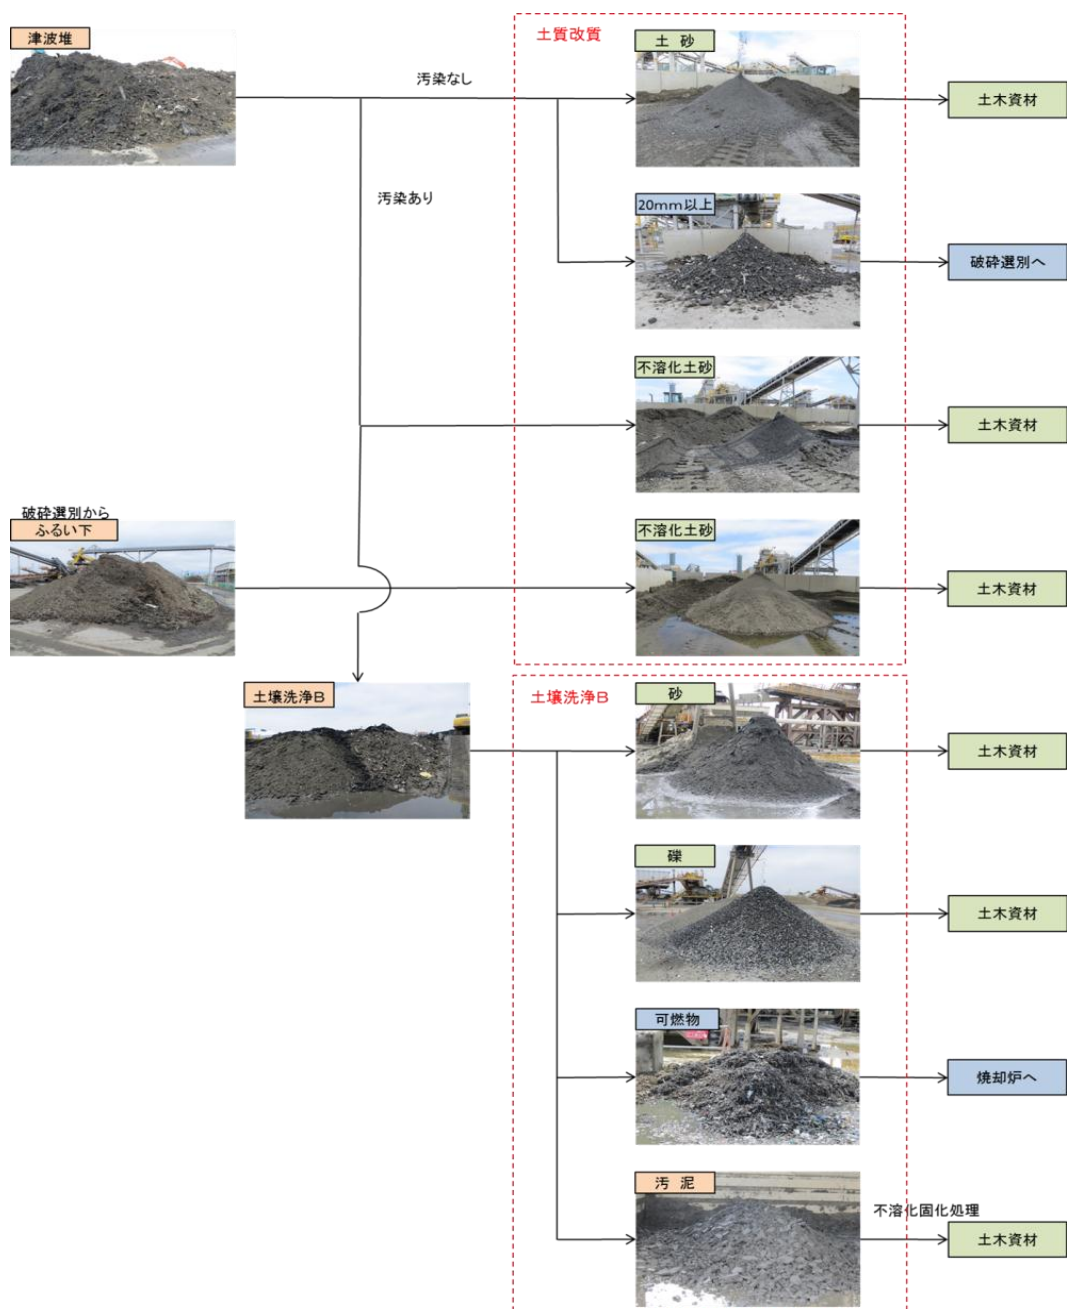 津波堆
土質改質
土 砂
汚染なし
土木資材
汚染あり
20mm以上
破砕選別へ
不溶化土砂
土木資材
破砕選別から
ふるい下
不溶化土砂
土木資材
土壌洗浄B
土壌洗浄B
砂
土木資材
礫
土木資材
可燃物
焼却炉へ
汚 泥
不溶化固化処理
土木資材